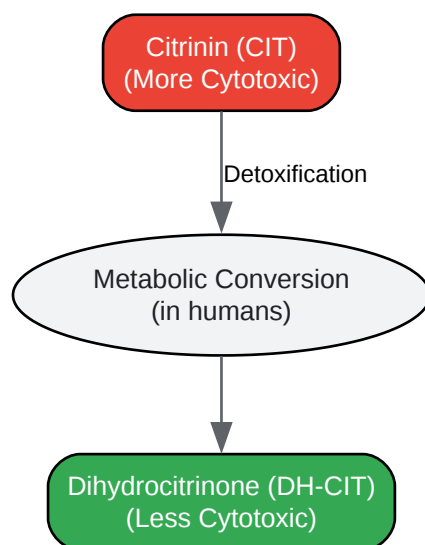 Citrinin (CIT)
(More Cytotoxic)
Detoxification
Metabolic Conversion
(in humans)
Dihydrocitrinone (DH-CIT)
(Less Cytotoxic)